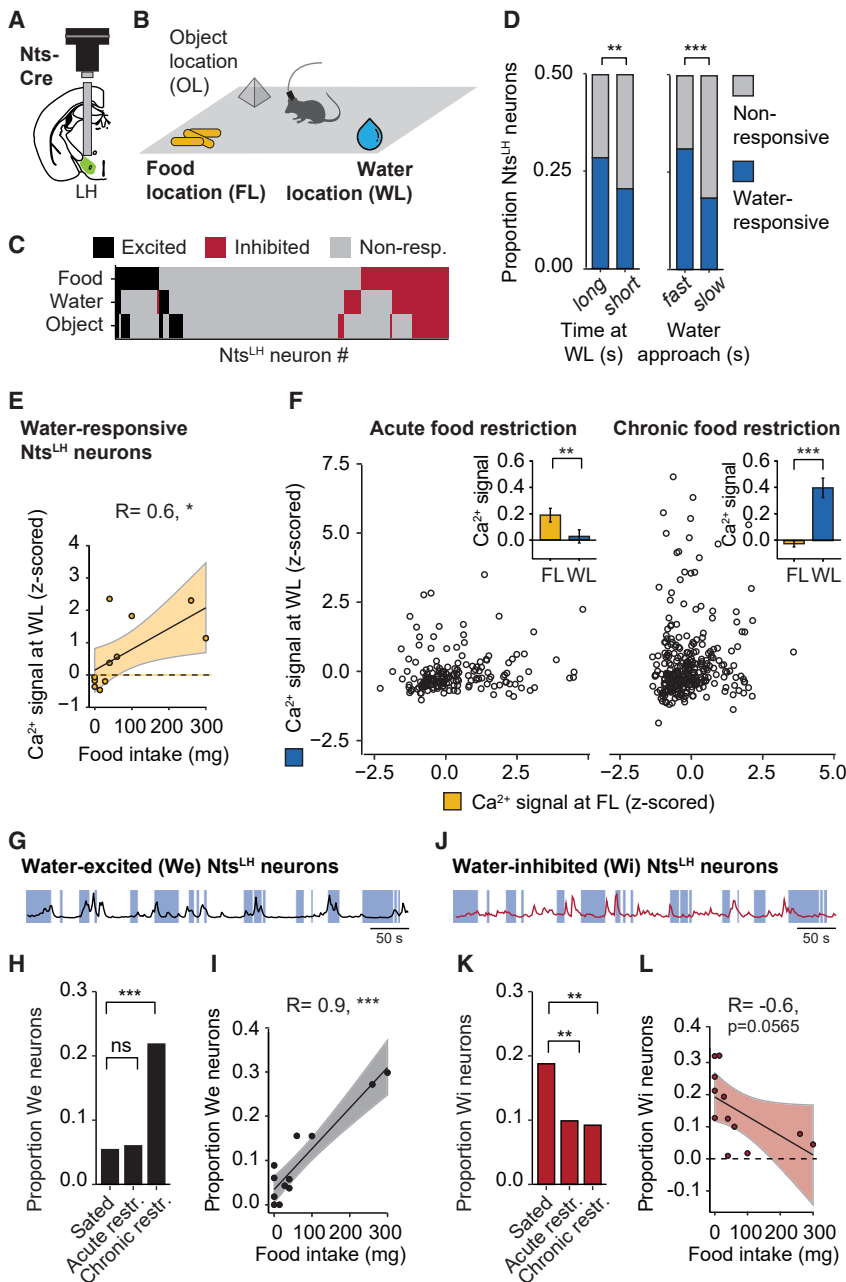 A
Nts-
Cre
LH
B
Object
location
(OL)
Food
location (FL)
Water
location (WL)
C
Excited
Inhibited
Non-resp.
Food
Water
Object
Nts^LH neuron #
D
Proportion Nts^LH neurons
0.50
0.25
0.00
**
***
long
short
fast
slow
Time at
WL (s)
Water
approach (s)
Non-
responsive
Water-
responsive
E
Water-responsive
Nts^LH neurons
R= 0.6, *
Ca²⁺ signal at WL (z-scored)
4
3
2
1
0
−1
0
100
200
300
Food intake (mg)
F
Acute food restriction
Chronic food restriction
Ca²⁺ signal at WL (z-scored)
7.5
5.0
2.5
0.0
−2.5
−2.5
0.0
2.5
5.0
−2.5
0.0
2.5
5.0
Ca²⁺ signal
0.6
0.4
0.2
0.0
**
FL WL
Ca²⁺ signal
0.6
0.4
0.2
0.0
***
FL WL
Ca²⁺ signal at FL (z-scored)
G
Water-excited (We) Nts^LH neurons
50 s
J
Water-inhibited (Wi) Nts^LH neurons
50 s
H
Proportion We neurons
0.3
0.2
0.1
0.0
***
ns
Sated
Acute restr.
Chronic restr.
I
R= 0.9, ***
Proportion We neurons
0.4
0.3
0.2
0.1
0.0
0
100
200
300
Food intake (mg)
K
Proportion Wi neurons
0.3
0.2
0.1
0.0
**
**
Sated
Acute restr.
Chronic restr.
L
R= -0.6,
p=0.0565
Proportion Wi neurons
0.4
0.3
0.2
0.1
0.0
-0.1
0
100
200
300
Food intake (mg)